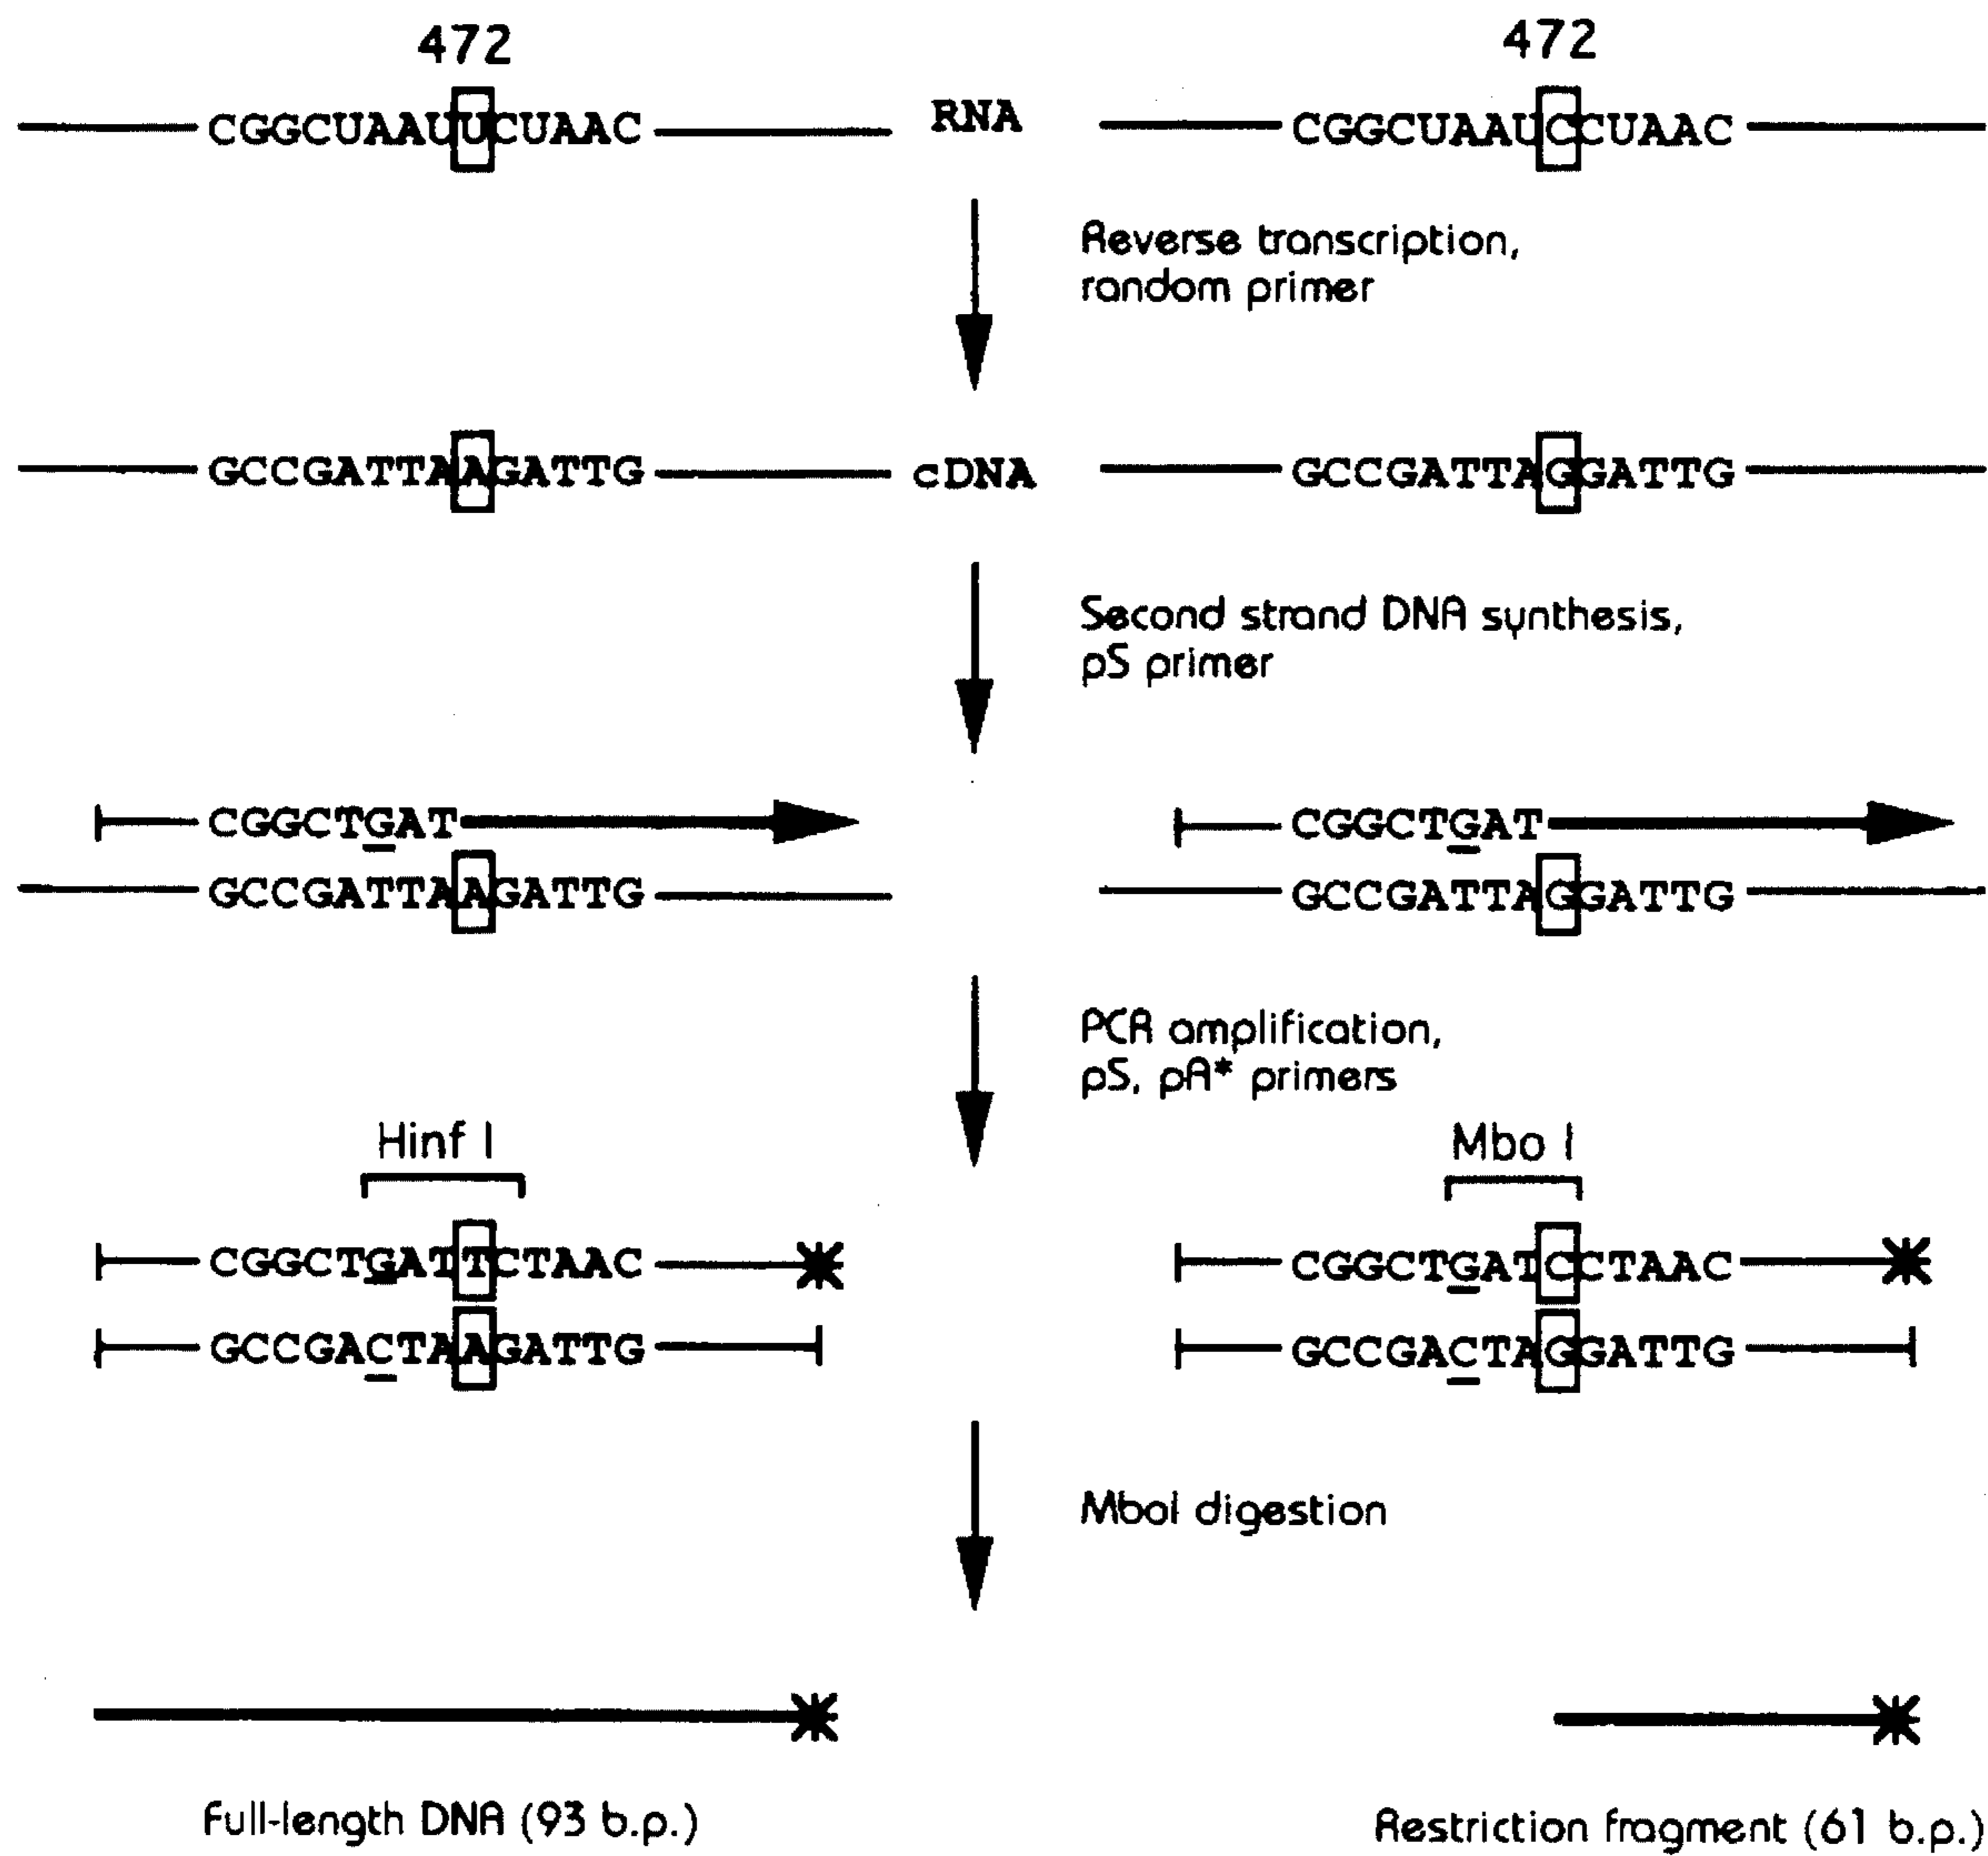 472 472
CGGCUAAUUCUAAC RNA CGGCUAAUCCUAAC
Reverse transcription,
random primer
GCCGATTAAGATTG cDNA GCCGATTAGGATTG
Second strand DNA synthesis,
pS primer
CGGCTGAT CGGCTGAT
GCCGATTAAGATTG GCCGATTAGGATTG
PCR amplification,
pS, pA* primers
Hinf I Mbo I
CGGCTGATTCTAAC CGGCTGATCCTAAC
GCCGACTAAGATTG GCCGACTAGGATTG
MboI digestion
Full-length DNA (93 b.p.) Restriction fragment (61 b.p.)